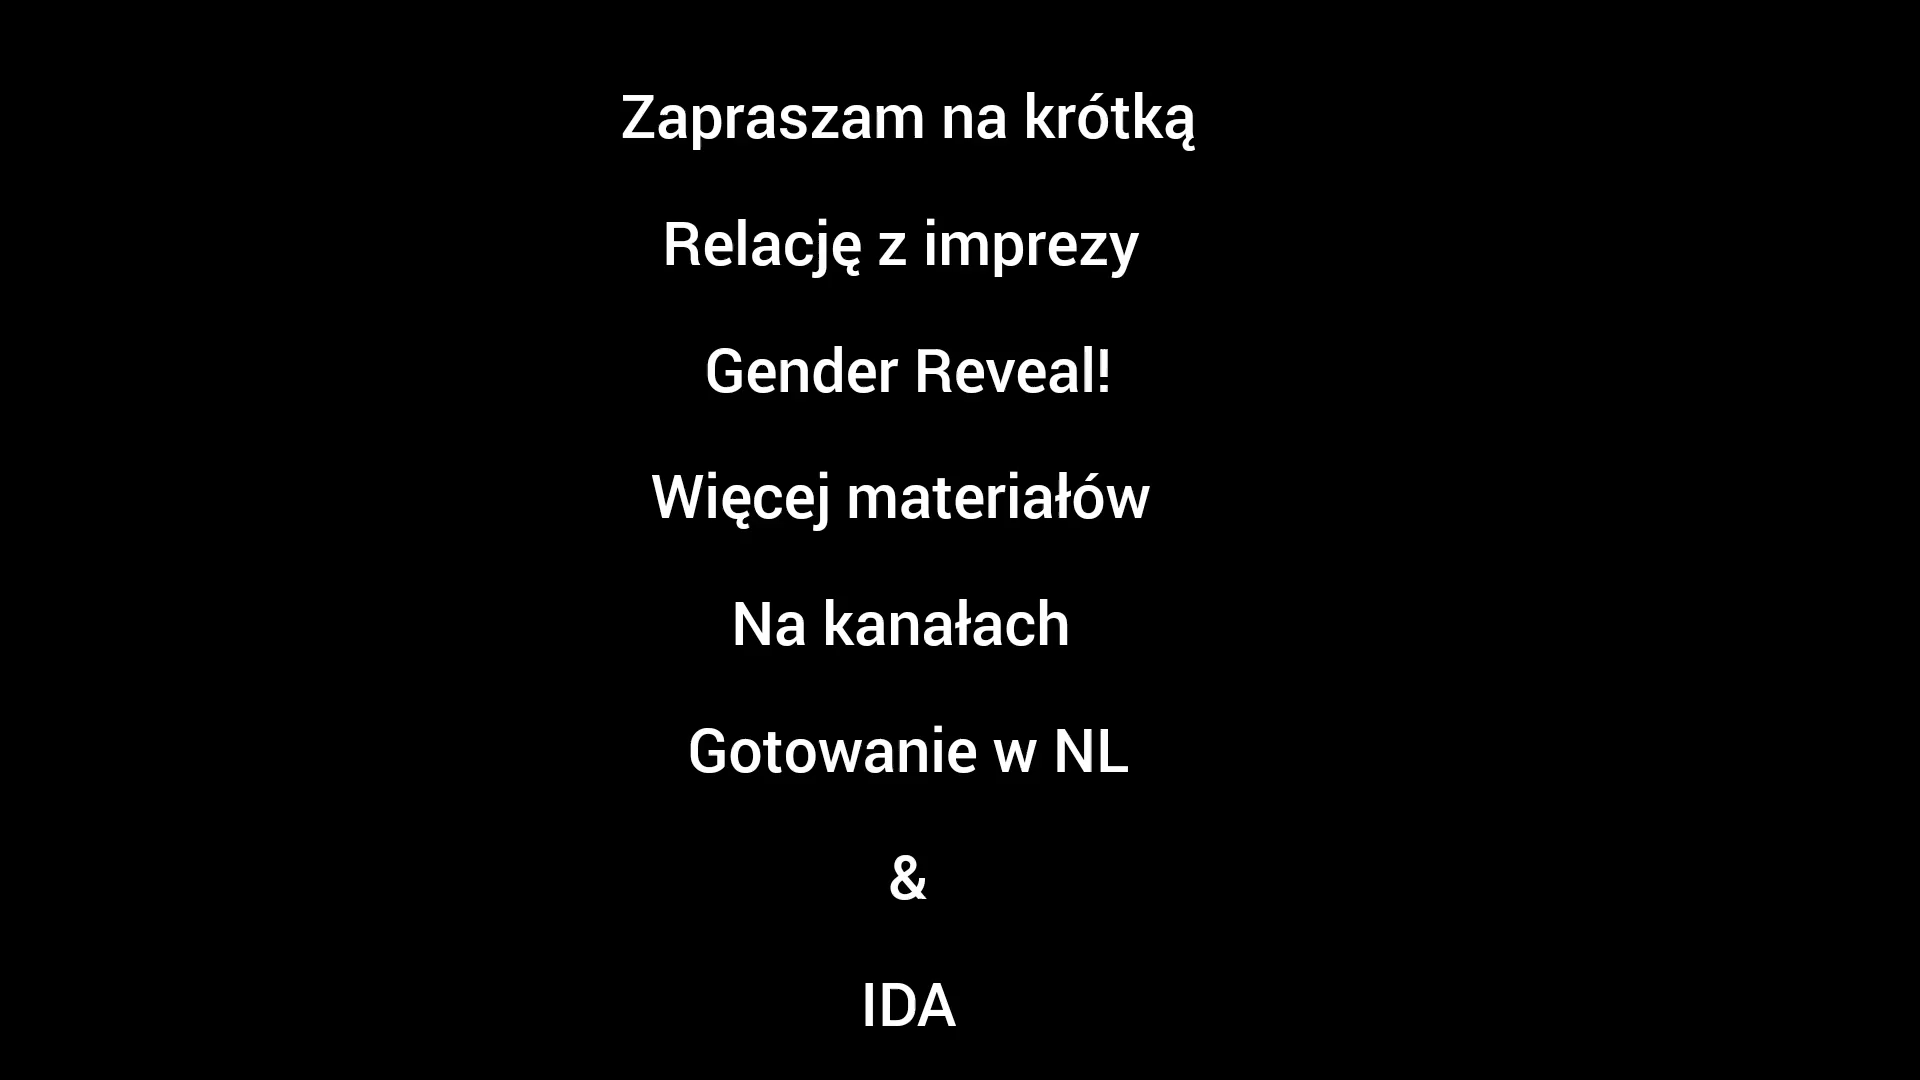 Zapraszam na krótką
Relację z imprezy
Gender Reveal!
Więcej materiałów
Na kanałach
Gotowanie w NL
&
IDA